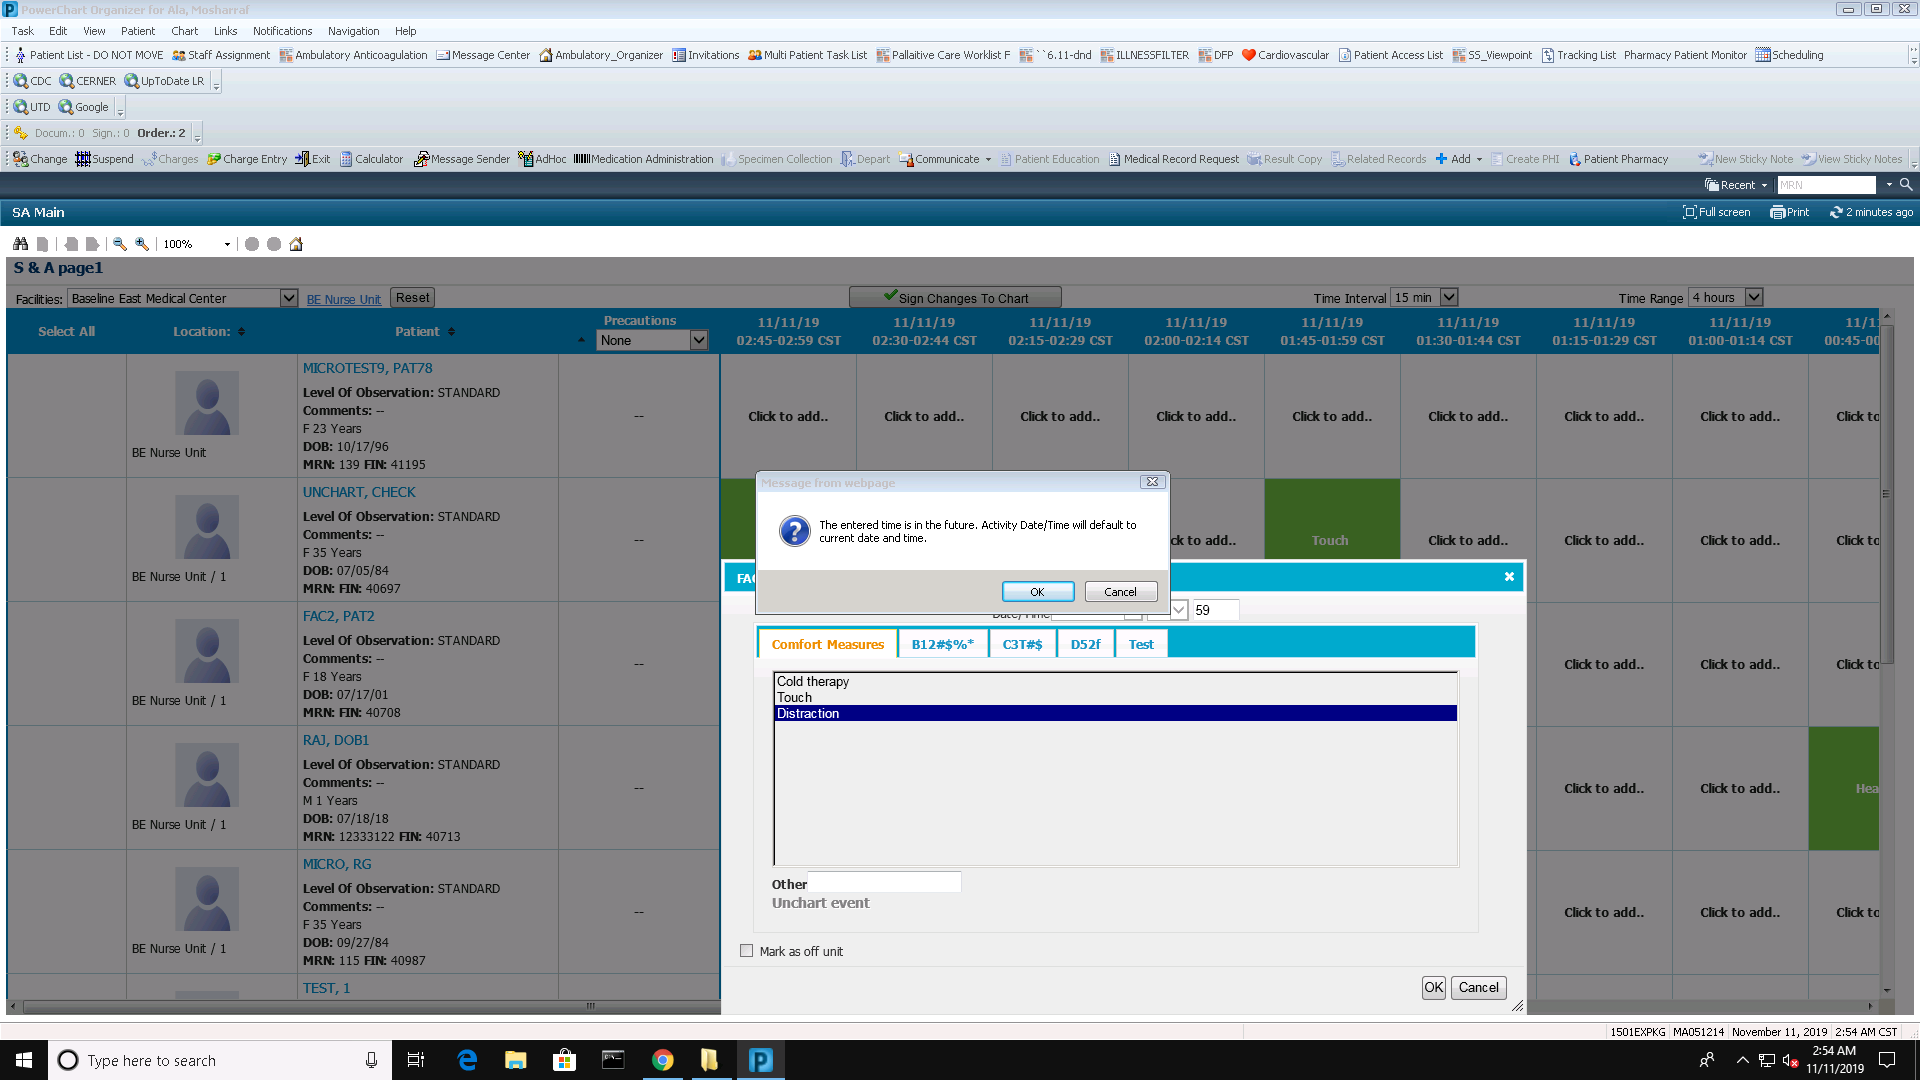 PowerChart Organizer for Ala, Mosharraf
Task Edit View Patient Chart Links Notifications Navigation Help
Patient List - DO NOT MOVE Staff Assignment Ambulatory Anticoagulation Message Center Ambulatory_Organizer Invitations Multi Patient Task List Pallaitive Care Worklist F ``6.11-dnd ILLNESSFILTER DFP Cardiovascular Patient Access List SS_Viewpoint Tracking List Pharmacy Patient Monitor Scheduling
CDC CERNER UpToDate LR
UTD Google
Docum.: 0 Sign.: 0 Order.: 2
Change Suspend Charges Charge Entry Exit Calculator Message Sender AdHoc Medication Administration Specimen Collection Depart Communicate Patient Education Medical Record Request Result Copy Related Records Add Create PHI Patient Pharmacy New Sticky Note View Sticky Notes
Recent MRN
SA Main Full screen Print 2 minutes ago
100%
S & A page1
Facilities: Baseline East Medical Center BE Nurse Unit Reset Sign Changes To Chart Time Interval 15 min Time Range 4 hours
Select All Location: Patient Precautions None
11/11/19 11/11/19 11/11/19 11/11/19 11/11/19 11/11/19 11/11/19 11/11/19 11/1
02:45-02:59 CST 02:30-02:44 CST 02:15-02:29 CST 02:00-02:14 CST 01:45-01:59 CST 01:30-01:44 CST 01:15-01:29 CST 01:00-01:14 CST 00:45-00
MICROTEST9, PAT78
Level Of Observation: STANDARD
Comments: --
F 23 Years
DOB: 10/17/96
MRN: 139 FIN: 41195
BE Nurse Unit
--
Click to add.. Click to add.. Click to add.. Click to add.. Click to add.. Click to add.. Click to add.. Click to add.. Click to
UNCHART, CHECK
Level Of Observation: STANDARD
Comments: --
F 35 Years
DOB: 07/05/84
MRN: FIN: 40697
BE Nurse Unit / 1
--
ck to add.. Touch Click to add.. Click to add.. Click to add.. Click to
FAC2, PAT2
Level Of Observation: STANDARD
Comments: --
F 18 Years
DOB: 07/17/01
MRN: FIN: 40708
BE Nurse Unit / 1
--
Click to add.. Click to add.. Click to
RAJ, DOB1
Level Of Observation: STANDARD
Comments: --
M 1 Years
DOB: 07/18/18
MRN: 12333122 FIN: 40713
BE Nurse Unit / 1
--
Click to add.. Click to add.. Hea
MICRO, RG
Level Of Observation: STANDARD
Comments: --
F 35 Years
DOB: 09/27/84
MRN: 115 FIN: 40987
BE Nurse Unit / 1
--
Click to add.. Click to add.. Click to
TEST, 1
Message from webpage
The entered time is in the future. Activity Date/Time will default to
current date and time.
OK Cancel
FAC
Date/Time 59
Comfort Measures B12#$%* C3T#$ D52f Test
Cold therapy
Touch
Distraction
Other
Unchart event
Mark as off unit
OK Cancel
1501EXPKG MA051214 November 11, 2019 2:54 AM CST
Type here to search
2:54 AM
11/11/2019